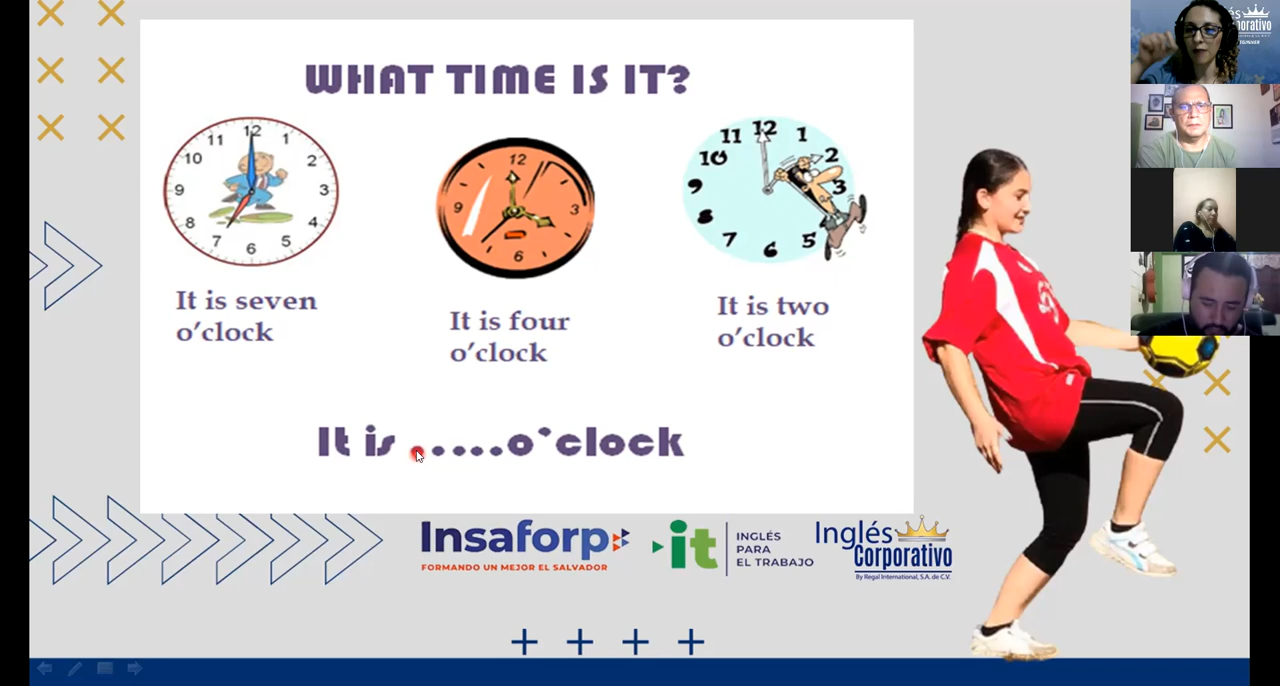 WHAT TIME IS IT?
12
11
1
10
2
9
3
8
4
7
5
6
12
9
3
6
12
11
1
10
2
9
3
8
7
5
6
It is seven
o'clock
It is four
o'clock
It is two
o'clock
It is .....o'clock
Insaforp
FORMANDO UN MEJOR EL SALVADOR
it
INGLÉS
PARA
EL TRABAJO
Inglés
Corporativo
By Regal International, S.A. de C.V.